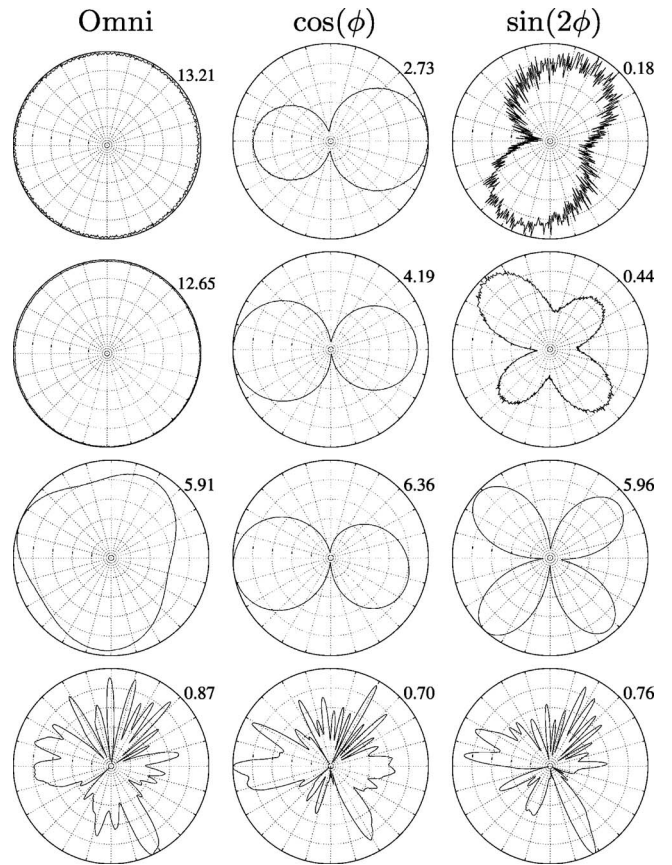 Omni cos(ϕ) sin(2ϕ)
13.21 2.73 0.18
12.65 4.19 0.44
5.91 6.36 5.96
0.87 0.70 0.76